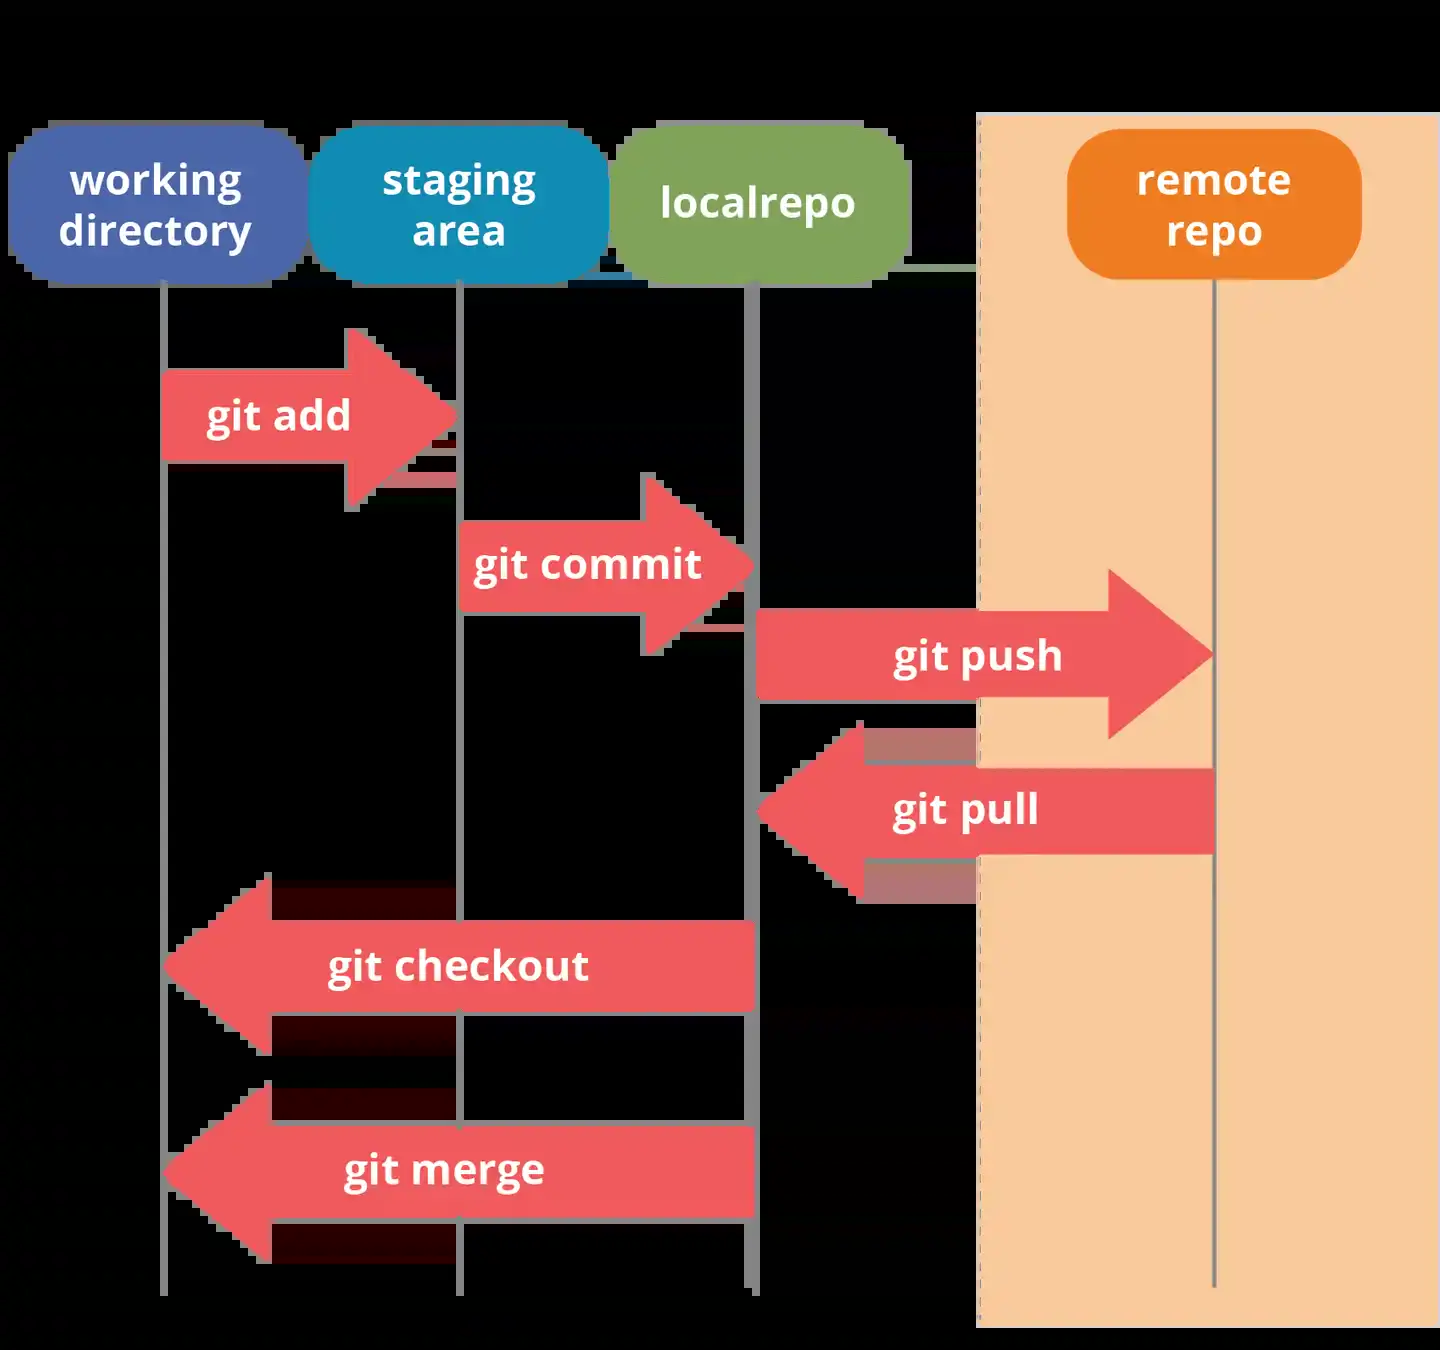 working
directory
staging
area
localrepo
remote
repo
git add
git commit
git push
git pull
git checkout
git merge